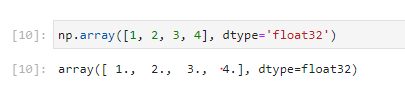 [10]: np.array([1, 2, 3, 4], dtype='float32')
[10]: array([ 1.,  2.,  3.,  4.], dtype=float32)